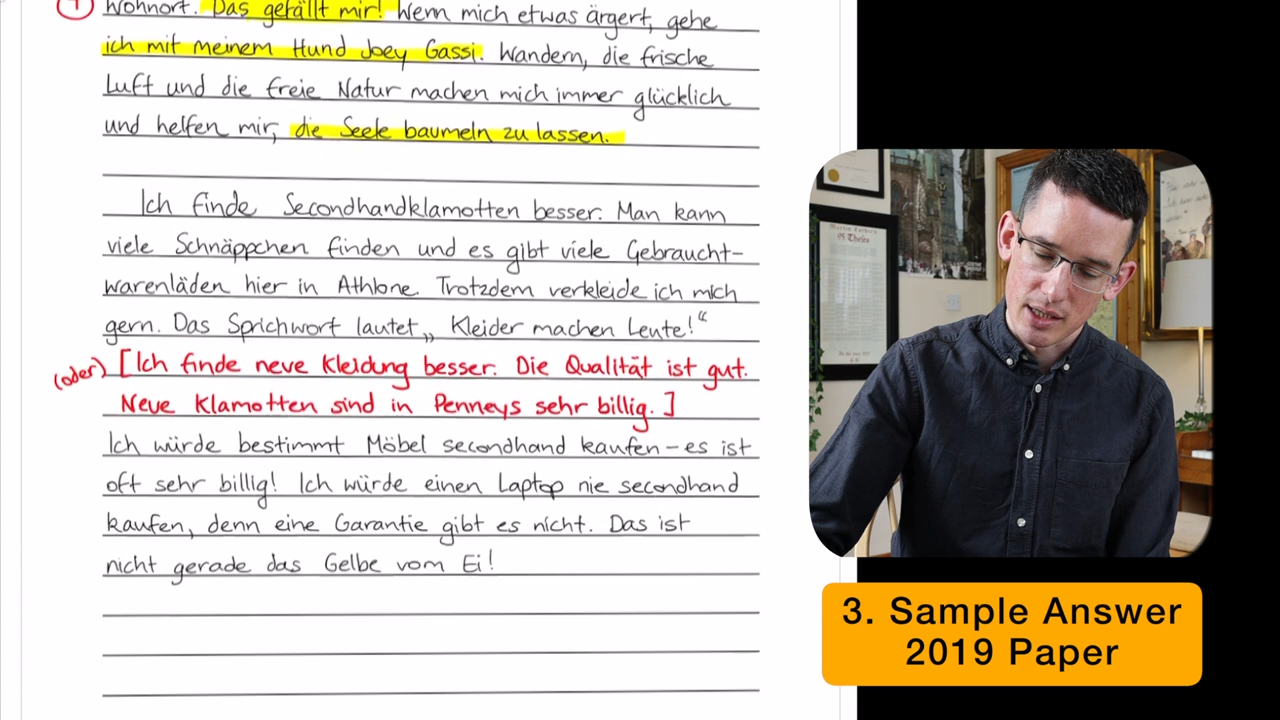 1
Wohnort. Das gefällt mir! Wenn mich etwas ärgert, gehe
ich mit meinem Hund Joey Gassi. Wandern, die frische
Luft und die freie Natur machen mich immer glücklich
und helfen mir, die Seele baumeln zu lassen.
Ich finde Secondhandklamotten besser. Man kann
viele Schnäppchen finden und es gibt viele Gebraucht-
warenläden hier in Athlone. Trotzdem verkleide ich mich
gern. Das Sprichwort lautet „Kleider machen Leute!“
(oder) [Ich finde neue Kleidung besser. Die Qualität ist gut.
Neue Klamotten sind in Penneys sehr billig.]
Ich würde bestimmt Möbel secondhand kaufen – es ist
oft sehr billig! Ich würde einen Laptop nie secondhand
kaufen, denn eine Garantie gibt es nicht. Das ist
nicht gerade das Gelbe vom Ei!
95 Theses
3. Sample Answer
2019 Paper